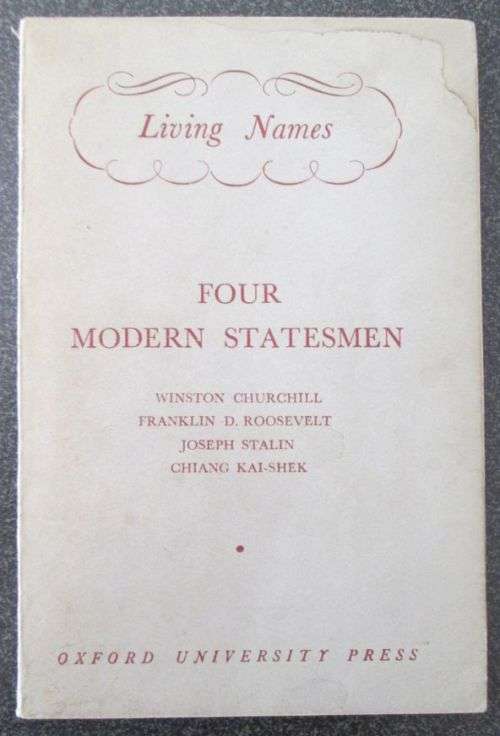 Living Names
FOUR
MODERN STATESMEN
WINSTON CHURCHILL
FRANKLIN D. ROOSEVELT
JOSEPH STALIN
CHIANG KAI-SHEK
OXFORD UNIVERSITY PRESS